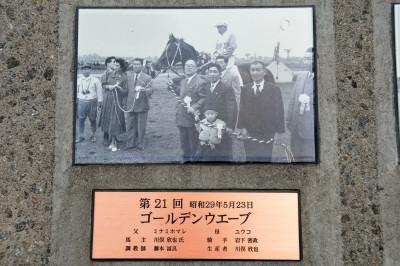 第21回 昭和29年5月23日
ゴールデンウエーブ
父 ミナミホマレ 母 ユウコ
馬主 川俣欣也氏 騎手 岩下密政
調教師 藤本冨良 生産者 川俣欣也